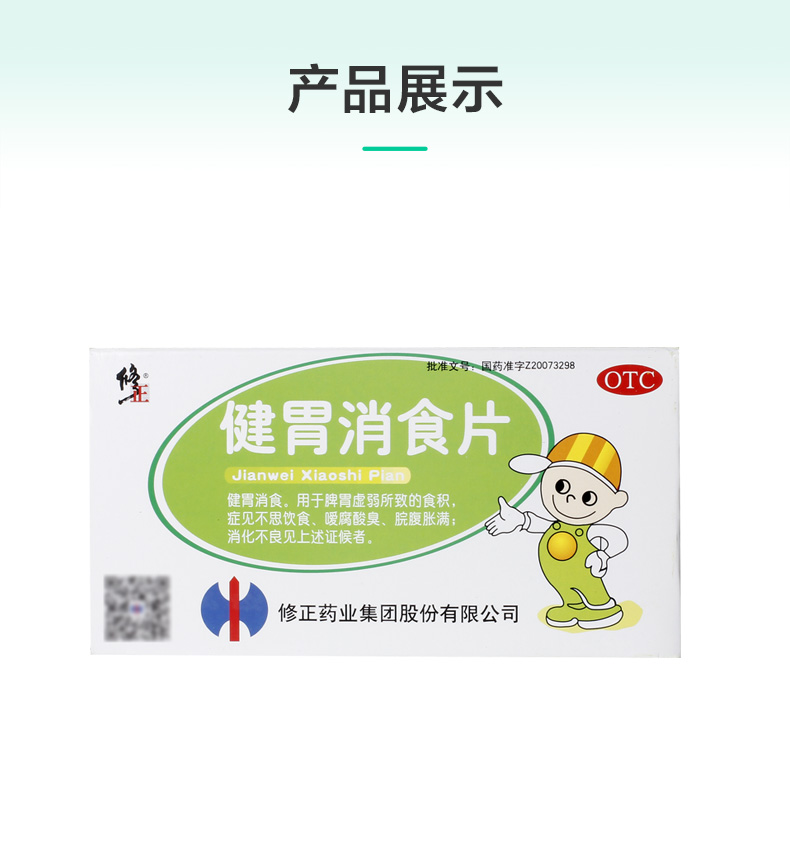 产品展示
修正®
批准文号：国药准字Z20073298
OTC
健胃消食片
Jianwei Xiaoshi Pian
健胃消食。用于脾胃虚弱所致的食积，
症见不思饮食、嗳腐酸臭、脘腹胀满；
消化不良见上述证候者。
修正药业集团股份有限公司